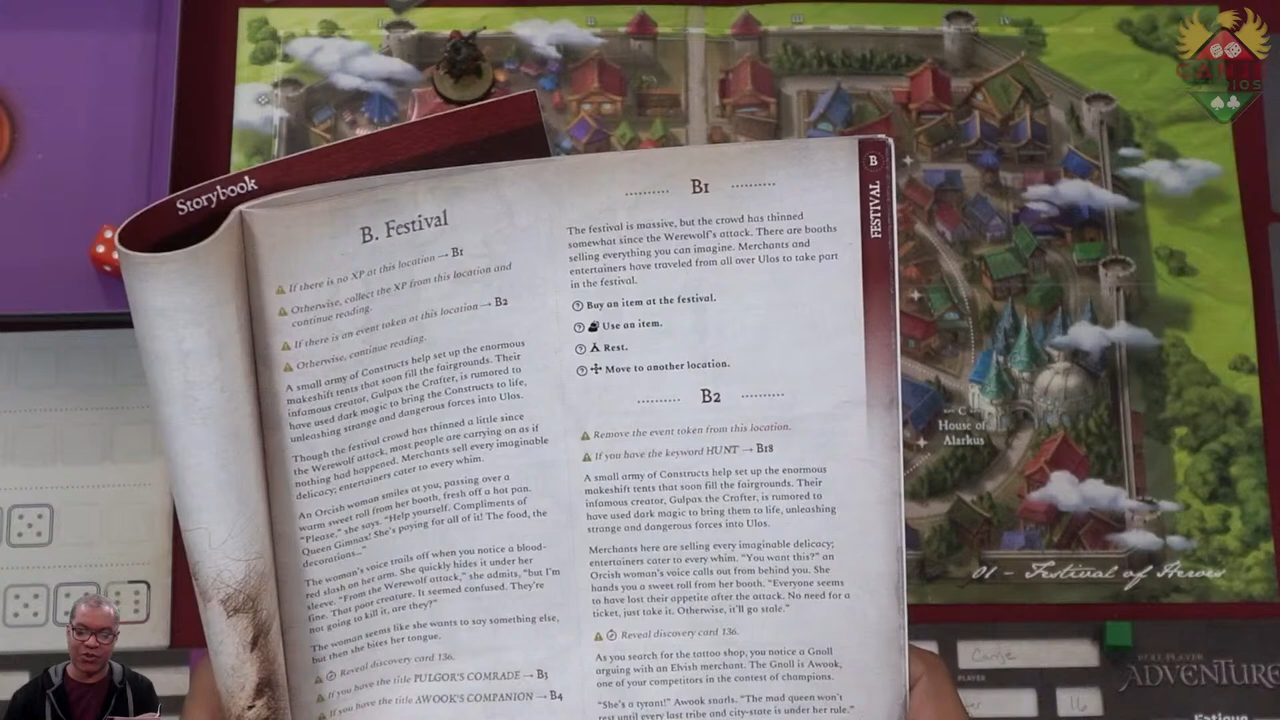 II
III
IV
Storybook
B. Festival
If there is no XP at this location → B1
Otherwise, collect the XP from this location and
continue reading.
If there is an event token at this location → B2
Otherwise, continue reading.
A small army of Constructs help set up the enormous
makeshift tents that soon fill the fairgrounds. Their
infamous creator, Gulpax the Crafter, is rumored to
have used dark magic to bring the Constructs to life,
unleashing strange and dangerous forces into Ulos.
Though the festival crowd has thinned a little since
the Werewolf attack, most people are carrying on as if
nothing had happened. Merchants sell every imaginable
delicacy; entertainers cater to every whim.
An Orcish woman smiles at you, passing over a
warm sweet roll from her booth, fresh off a hot pan.
"Please," she says. "Help yourself. Compliments of
Queen Gimnax! She's paying for all of it! The food, the
decorations..."
The woman's voice trails off when you notice a blood-
red slash on her arm. She quickly hides it under her
sleeve. "From the Werewolf attack," she admits, "but I'm
fine. That poor creature. It seemed confused. They're
not going to kill it, are they?"
The woman seems like she wants to say something else,
but then she bites her tongue.
Reveal discovery card 136.
If you have the title PULGOR'S COMRADE → B3
If you have the title AWOOK'S COMPANION → B4
B1
The festival is massive, but the crowd has thinned
somewhat since the Werewolf's attack. There are booths
selling everything you can imagine. Merchants and
entertainers have traveled from all over Ulos to take part
in the festival.
Buy an item at the festival.
Use an item.
Rest.
Move to another location.
B2
Remove the event token from this location.
If you have the keyword HUNT → B18
A small army of Constructs help set up the enormous
makeshift tents that soon fill the fairgrounds. Their
infamous creator, Gulpax the Crafter, is rumored to
have used dark magic to bring them to life, unleashing
strange and dangerous forces into Ulos.
Merchants here are selling every imaginable delicacy;
entertainers cater to every whim. "You want this?" an
Orcish woman's voice calls out from behind you. She
hands you a sweet roll from her booth. "Everyone seems
to have lost their appetite after the attack. No need for a
ticket, just take it. Otherwise, it'll go stale."
Reveal discovery card 136.
As you search for the tattoo shop, you notice a Gnoll
arguing with an Elvish merchant. The Gnoll is Awook,
one of your competitors in the contest of champions.
"She's a tyrant!" Awook snarls. "The mad queen won't
rest until every last tribe and city-state is under her rule."
B
FESTIVAL
C
House of
Alarkus
01 - Festival of Heroes
PLAYER
16
ROLL PLAYER
ADVENTURES
Fatigue